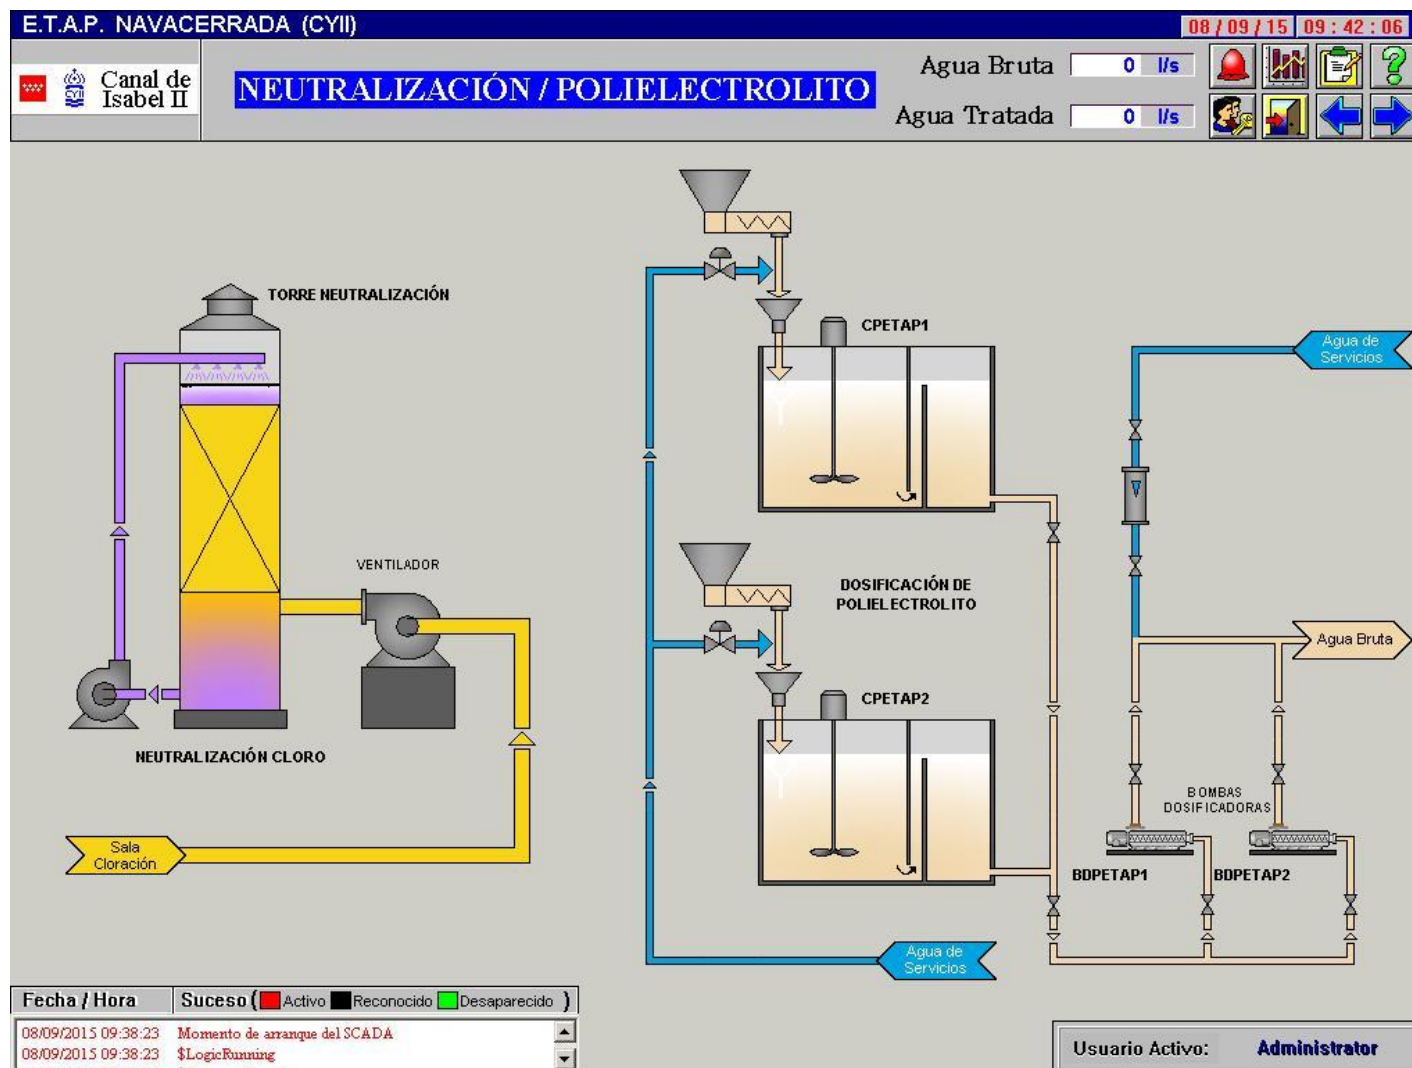 E.T.A.P. NAVACERRADA (CYII)
08 / 09 / 15 09 : 42 : 06
Canal de
Isabel II
NEUTRALIZACIÓN / POLIELECTROLITO
Agua Bruta 0 l/s
Agua Tratada 0 l/s
TORRE NEUTRALIZACIÓN
VENTILADOR
NEUTRALIZACIÓN CLORO
Sala
Cloración
CPETAP1
DOSIFICACIÓN DE
POLIELECTROLITO
CPETAP2
Agua de
Servicios
Agua de
Servicios
Agua Bruta
BOMBAS
DOSIFICADORAS
BDPETAP1
BDPETAP2
Fecha / Hora Suceso ( Activo Reconocido Desaparecido )
08/09/2015 09:38:23 Momento de arranque del SCADA
08/09/2015 09:38:23 $LogicRunning
Usuario Activo: Administrator